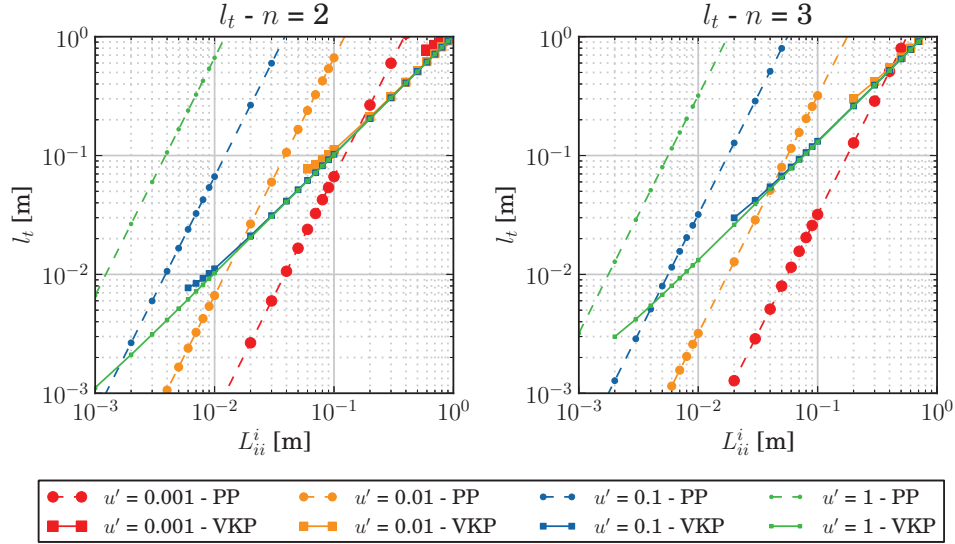 l_t - n = 2
l_t - n = 3
10^0
10^-1
10^-2
10^-3
l_t [m]
10^-3 10^-2 10^-1 10^0
L_ii^i [m]
10^0
10^-1
10^-2
10^-3
l_t [m]
10^-3 10^-2 10^-1 10^0
L_ii^i [m]
u' = 0.001 - PP u' = 0.01 - PP u' = 0.1 - PP u' = 1 - PP
u' = 0.001 - VKP u' = 0.01 - VKP u' = 0.1 - VKP u' = 1 - VKP